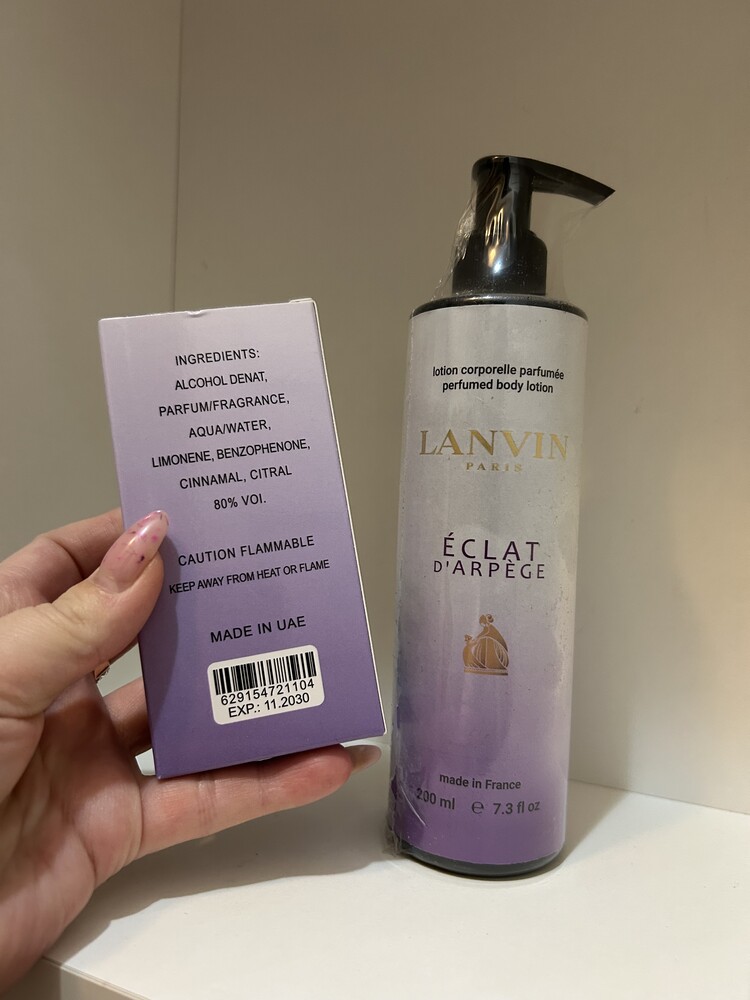 INGREDIENTS:
ALCOHOL DENAT,
PARFUM/FRAGRANCE,
AQUA/WATER,
LIMONENE, BENZOPHENONE,
CINNAMAL, CITRAL
80% VOI.
CAUTION FLAMMABLE
KEEP AWAY FROM HEAT OR FLAME
MADE IN UAE
629154721104
EXP.: 11.2030
lotion corporelle parfumée
perfumed body lotion
LANVIN
PARIS
ÉCLAT
D'ARPÈGE
made in France
200 ml e 7.3 fl oz